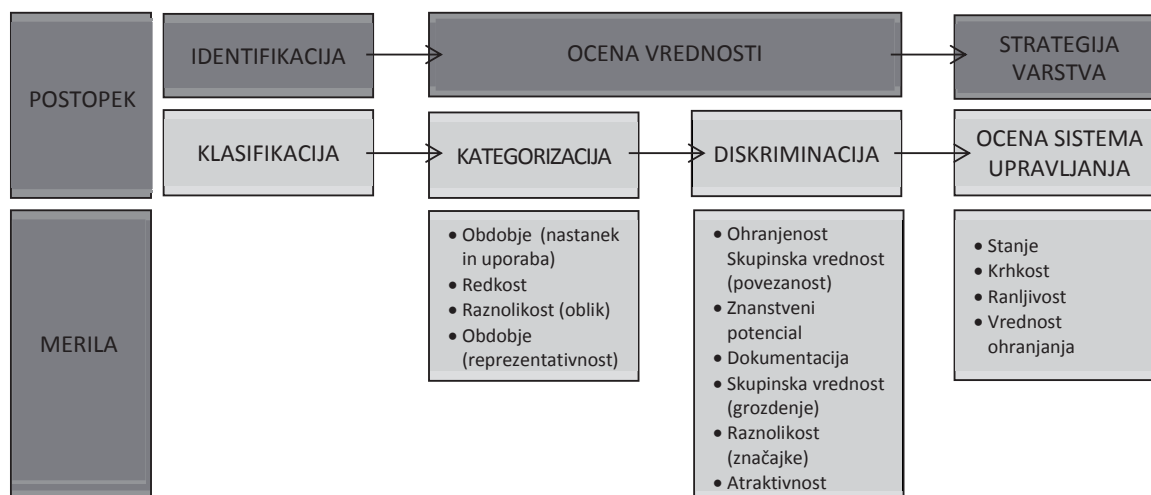 POSTOPEK
IDENTIFIKACIJA
OCENA VREDNOSTI
STRATEGIJA
VARSTVA
KLASIFIKACIJA
KATEGORIZACIJA
DISKRIMINACIJA
OCENA SISTEMA
UPRAVLJANJA
MERILA
• Obdobje (nastanek
in uporaba)
• Redkost
• Raznolikost (oblik)
• Obdobje
(reprezentativnost)
• Ohranjenost
Skupinska vrednost
(povezanost)
• Znanstveni
potencial
• Dokumentacija
• Skupinska vrednost
(grozdenje)
• Raznolikost
(značajke)
• Atraktivnost
• Stanje
• Krhkost
• Ranljivost
• Vrednost
ohranjanja